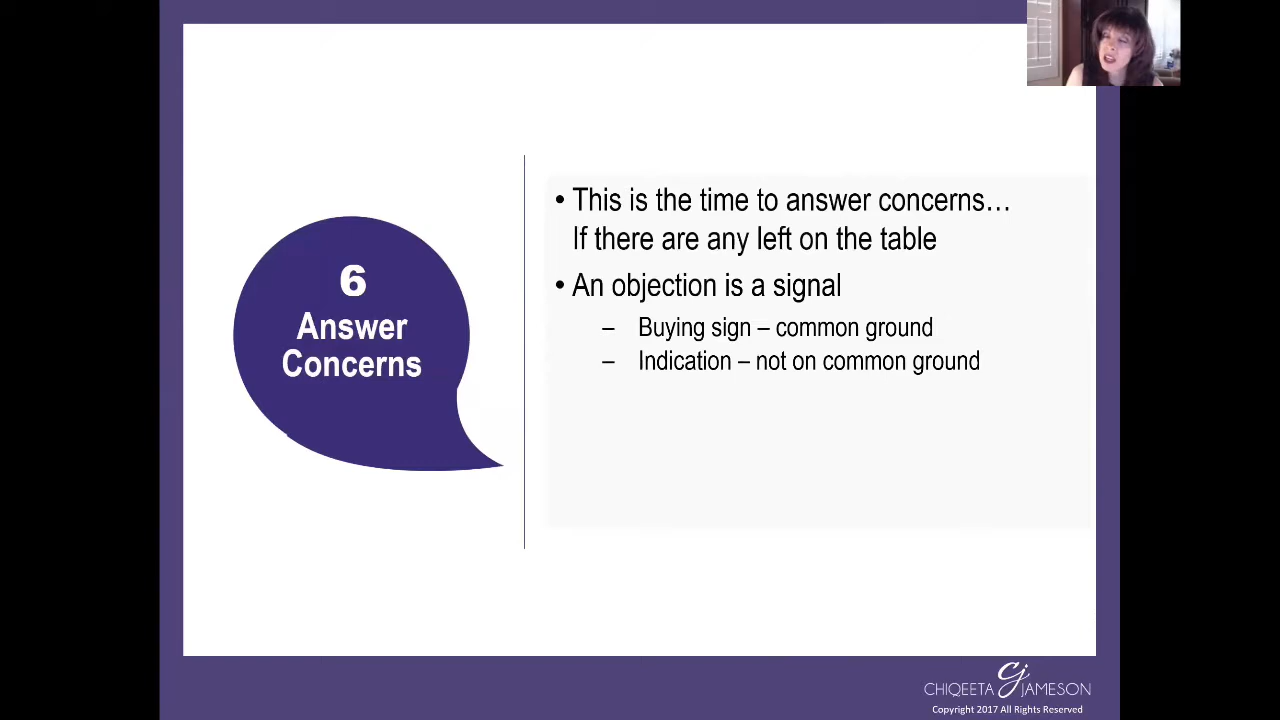 6
Answer
Concerns
• This is the time to answer concerns…
If there are any left on the table
• An objection is a signal
– Buying sign – common ground
– Indication – not on common ground
CHIQEETA cj JAMESON
Copyright 2017 All Rights Reserved